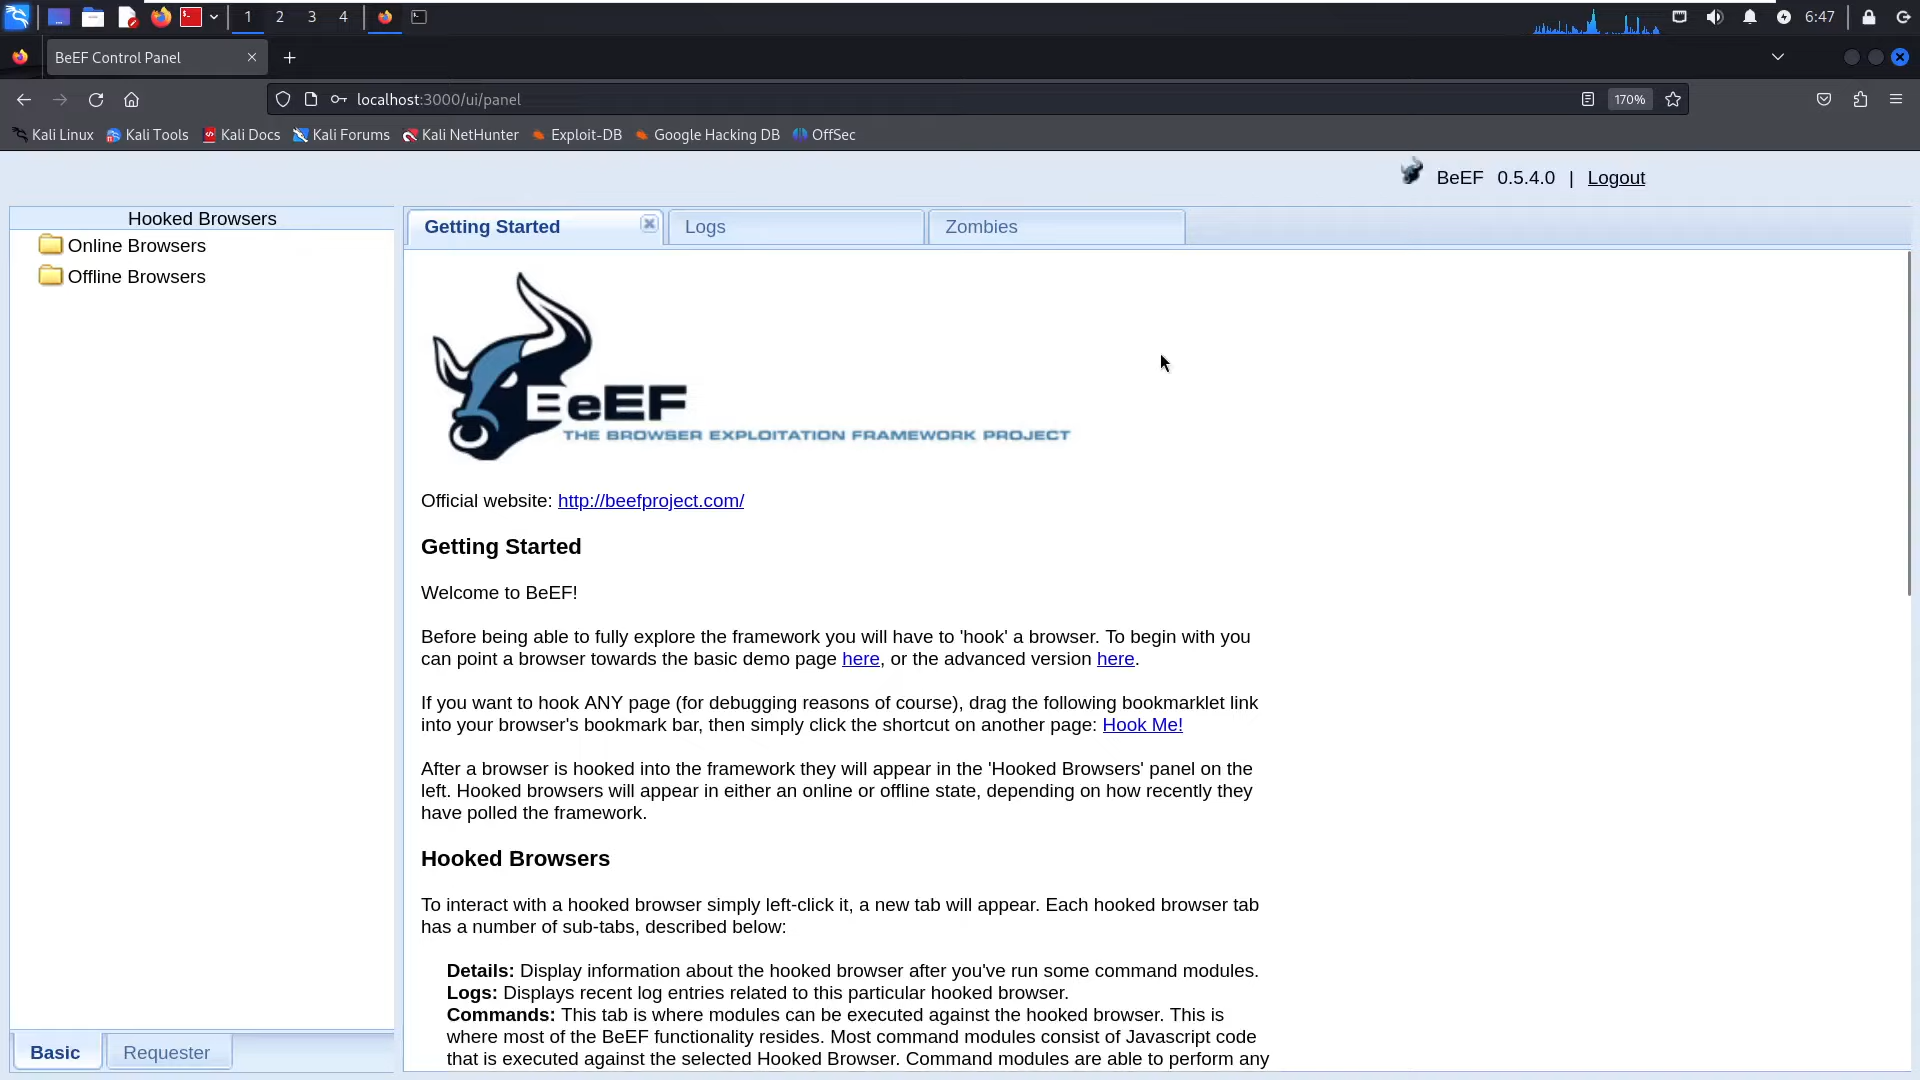 1 2 3 4 6:47
BeEF Control Panel
localhost:3000/ui/panel 170%
Kali Linux Kali Tools Kali Docs Kali Forums Kali NetHunter Exploit-DB Google Hacking DB OffSec
BeEF 0.5.4.0 | Logout
Hooked Browsers
Online Browsers
Offline Browsers
Getting Started Logs Zombies
BeEF
THE BROWSER EXPLOITATION FRAMEWORK PROJECT
Official website: http://beefproject.com/
Getting Started
Welcome to BeEF!
Before being able to fully explore the framework you will have to 'hook' a browser. To begin with you
can point a browser towards the basic demo page here, or the advanced version here.
If you want to hook ANY page (for debugging reasons of course), drag the following bookmarklet link
into your browser's bookmark bar, then simply click the shortcut on another page: Hook Me!
After a browser is hooked into the framework they will appear in the 'Hooked Browsers' panel on the
left. Hooked browsers will appear in either an online or offline state, depending on how recently they
have polled the framework.
Hooked Browsers
To interact with a hooked browser simply left-click it, a new tab will appear. Each hooked browser tab
has a number of sub-tabs, described below:
Details: Display information about the hooked browser after you've run some command modules.
Logs: Displays recent log entries related to this particular hooked browser.
Commands: This tab is where modules can be executed against the hooked browser. This is
where most of the BeEF functionality resides. Most command modules consist of Javascript code
that is executed against the selected Hooked Browser. Command modules are able to perform any
Basic Requester